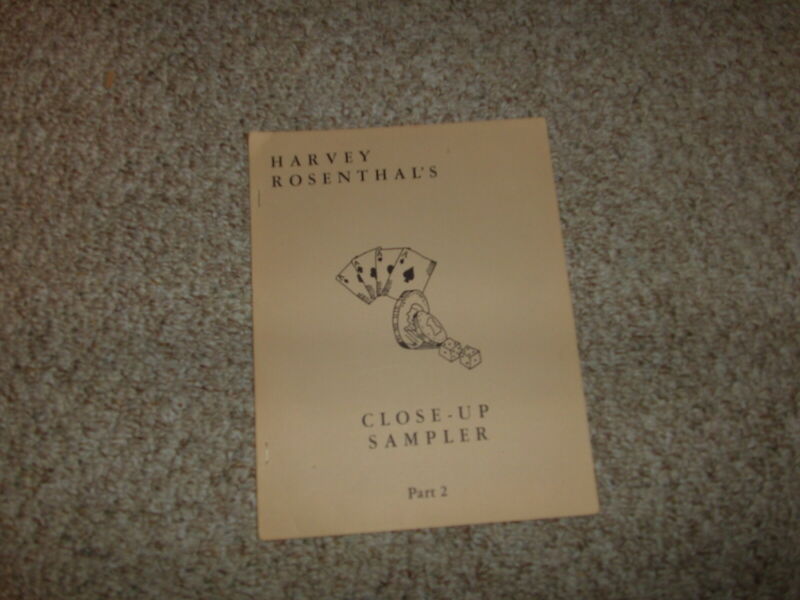 HARVEY
ROSENTHAL'S
CLOSE-UP
SAMPLER
Part 2